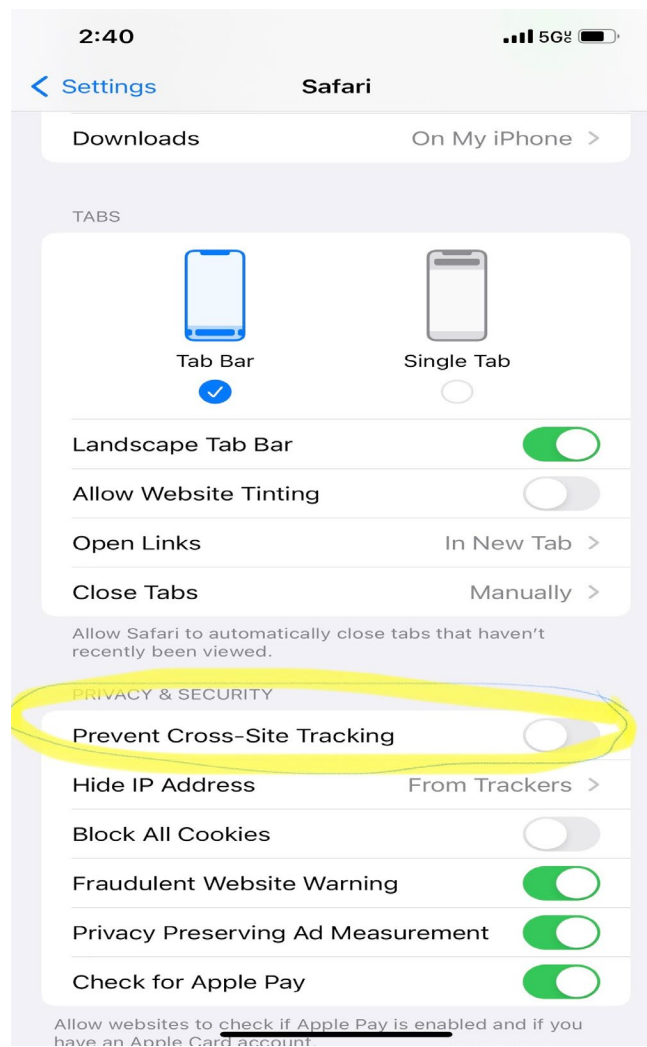 2:40 5G UC
Settings Safari
Downloads On My iPhone
TABS
Tab Bar Single Tab
Landscape Tab Bar
Allow Website Tinting
Open Links In New Tab
Close Tabs Manually
Allow Safari to automatically close tabs that haven't
recently been viewed.
PRIVACY & SECURITY
Prevent Cross-Site Tracking
Hide IP Address From Trackers
Block All Cookies
Fraudulent Website Warning
Privacy Preserving Ad Measurement
Check for Apple Pay
Allow websites to check if Apple Pay is enabled and if you
have an Apple Card account.